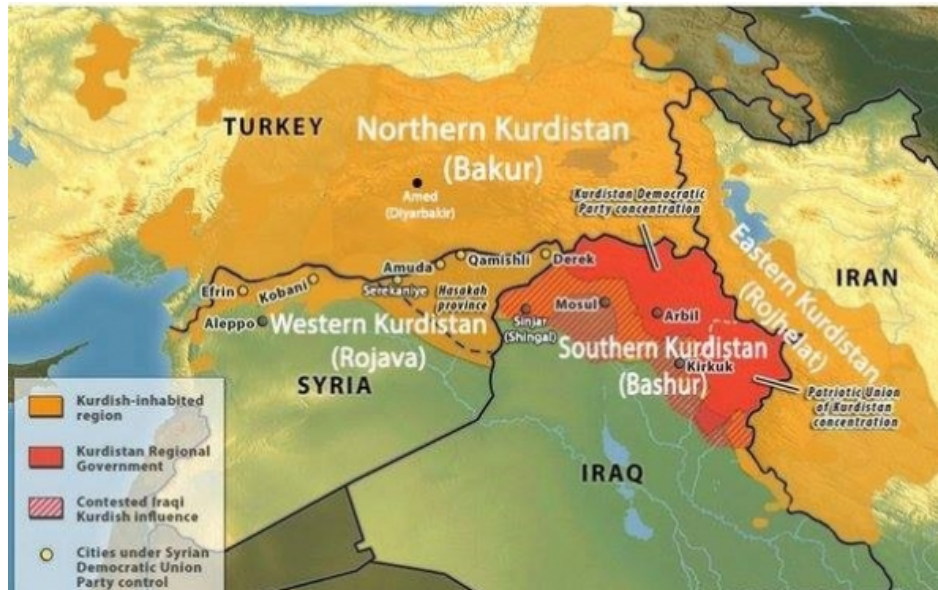 TURKEY
Northern Kurdistan
(Bakur)
Amed
(Diyarbakir)
Kurdistan Democratic
Party concentration
Eastern Kurdistan
(Rojhelat)
IRAN
Efrin
Kobani
Amuda
Qamishli
Derek
Serekaniye
Hasakah
province
Aleppo
Western Kurdistan
(Rojava)
SYRIA
Mosul
Arbil
Sinjar
(Shingal)
Southern Kurdistan
(Bashur)
Kirkuk
Patriotic Union
of Kurdistan
concentration
IRAQ
Kurdish-inhabited
region
Kurdistan Regional
Government
Contested Iraqi
Kurdish influence
Cities under Syrian
Democratic Union
Party control